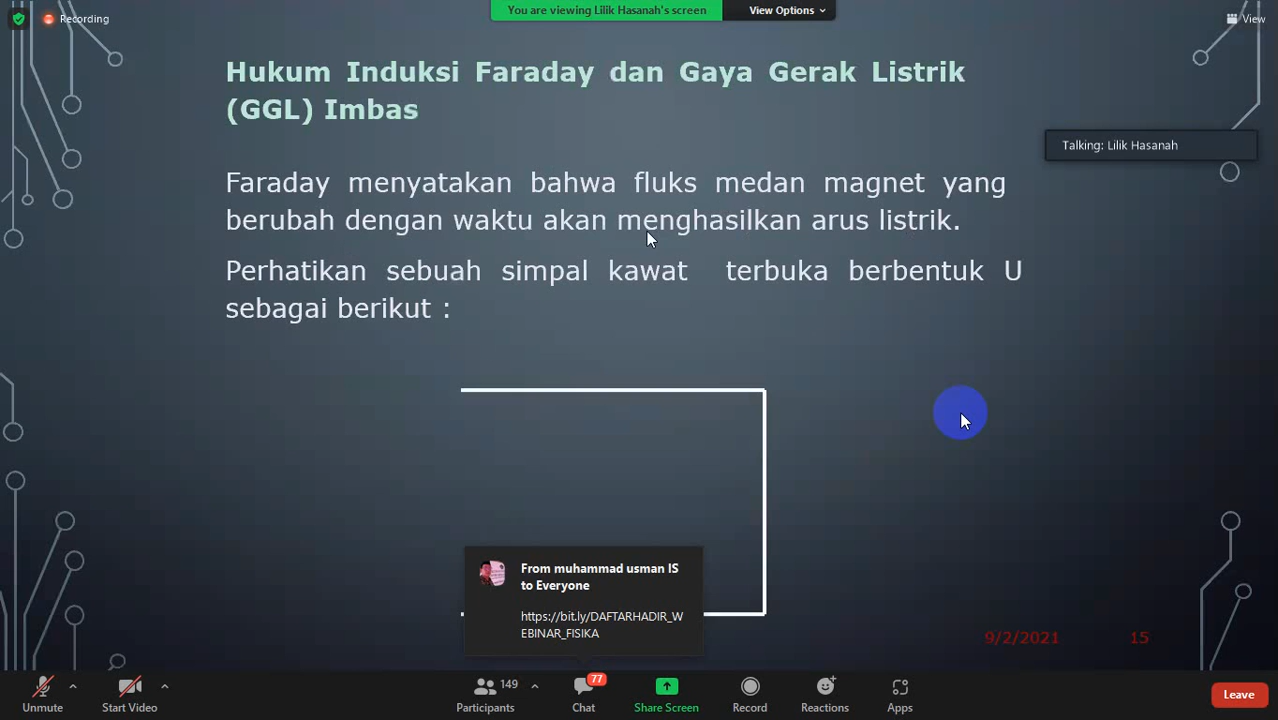 You are viewing Lilik Hasanah's screen
View Options
Recording
View
Hukum Induksi Faraday dan Gaya Gerak Listrik
(GGL) Imbas
Talking: Lilik Hasanah
Faraday menyatakan bahwa fluks medan magnet yang
berubah dengan waktu akan menghasilkan arus listrik.
Perhatikan sebuah simpal kawat terbuka berbentuk U
sebagai berikut :
From muhammad usman IS
to Everyone
https://bit.ly/DAFTARHADIR_W
EBINAR_FISIKA
9/2/2021 15
Unmute
Start Video
149
Participants
77
Chat
Share Screen
Record
Reactions
Apps
Leave